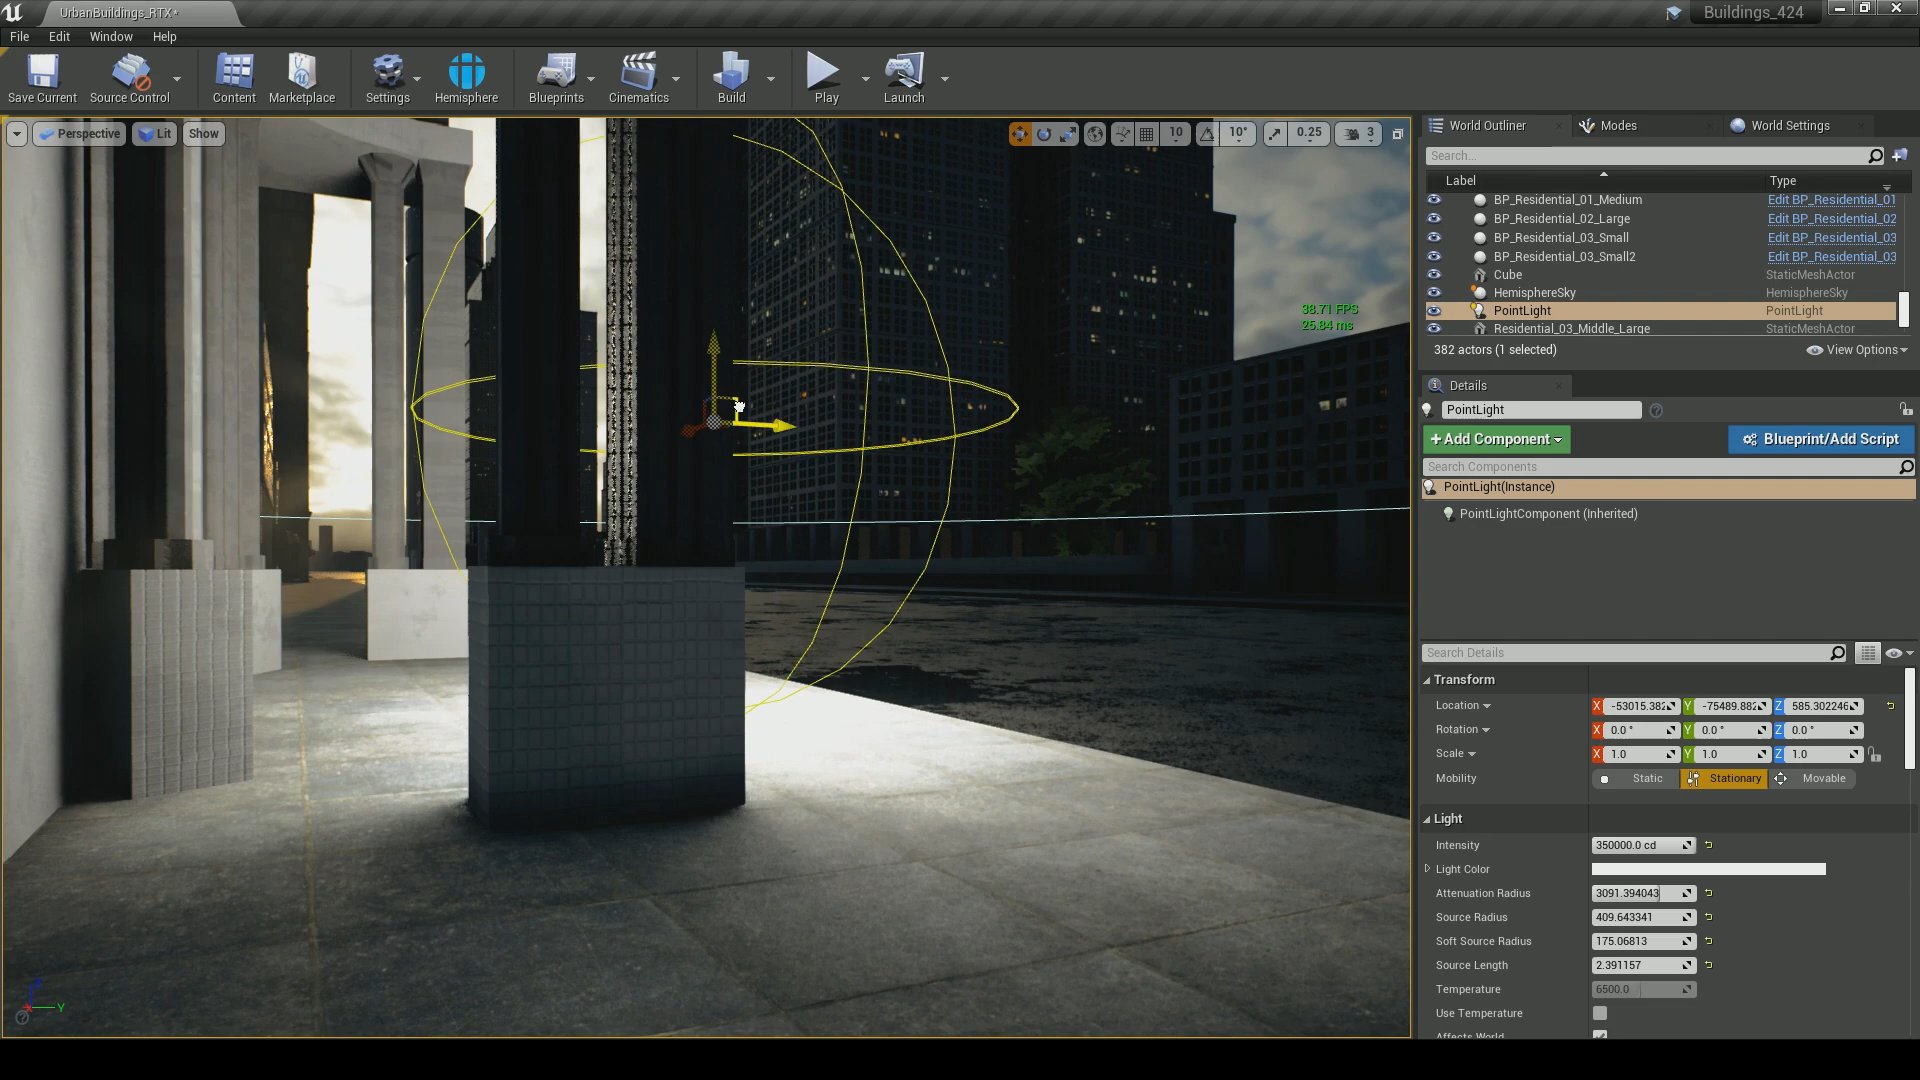 UrbanBuildings_RTX*
Buildings_424
File Edit Window Help
Save Current Source Control Content Marketplace Settings Hemisphere Blueprints Cinematics Build Play Launch
Perspective Lit Show
10 10° 0.25 3
38.71 FPS
25.84 ms
Y
World Outliner Modes World Settings
Search...
Label Type
BP_Residential_01_Medium Edit BP_Residential_01
BP_Residential_02_Large Edit BP_Residential_02
BP_Residential_03_Small Edit BP_Residential_03
BP_Residential_03_Small2 Edit BP_Residential_03
Cube StaticMeshActor
HemisphereSky HemisphereSky
PointLight PointLight
Residential_03_Middle_Large StaticMeshActor
382 actors (1 selected) View Options
Details
PointLight
+Add Component Blueprint/Add Script
Search Components
PointLight(Instance)
PointLightComponent (Inherited)
Search Details
Transform
Location X -53015.382 Y -75489.882 Z 585.302246
Rotation X 0.0 ° Y 0.0 ° Z 0.0 °
Scale X 1.0 Y 1.0 Z 1.0
Mobility Static Stationary Movable
Light
Intensity 350000.0 cd
Light Color
Attenuation Radius 3091.394043
Source Radius 409.643341
Soft Source Radius 175.06813
Source Length 2.391157
Temperature 6500.0
Use Temperature
Affects World